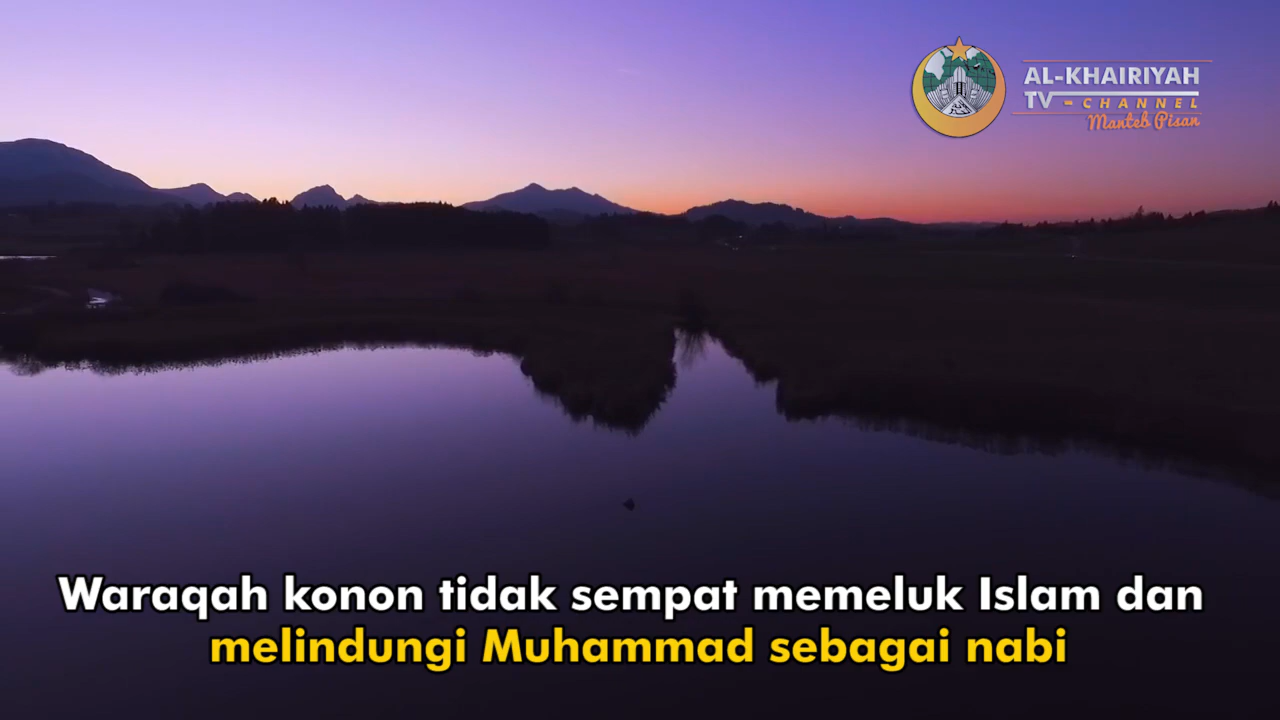 AL-KHAIRIYAH
TV - CHANNEL
Manteb Pisan
Waraqah konon tidak sempat memeluk Islam dan
melindungi Muhammad sebagai nabi